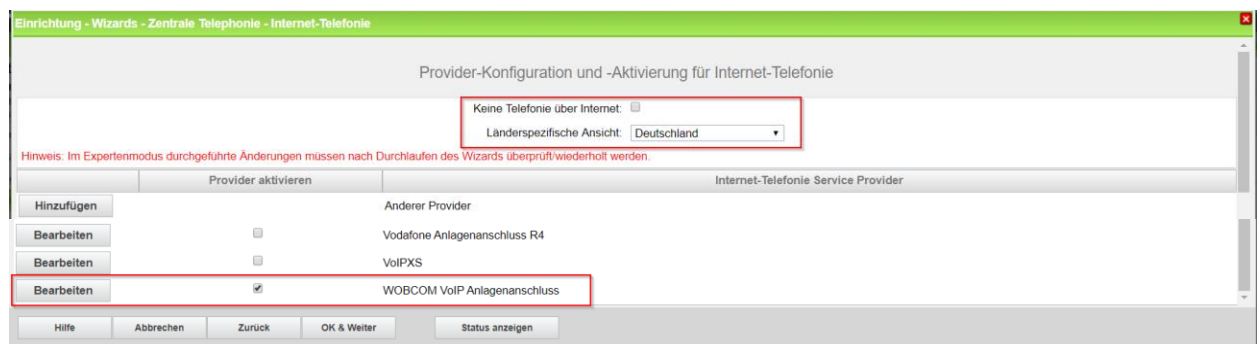 Einrichtung - Wizards - Zentrale Telephonie - Internet-Telefonie
Provider-Konfiguration und -Aktivierung für Internet-Telefonie
Keine Telefonie über Internet:
Länderspezifische Ansicht: Deutschland
Hinweis: Im Expertenmodus durchgeführte Änderungen müssen nach Durchlaufen des Wizards überprüft/wiederholt werden.
Provider aktivieren Internet-Telefonie Service Provider
Hinzufügen Anderer Provider
Bearbeiten Vodafone Anlagenanschluss R4
Bearbeiten VoIPXS
Bearbeiten WOBCOM VoIP Anlagenanschluss
Hilfe Abbrechen Zurück OK & Weiter Status anzeigen